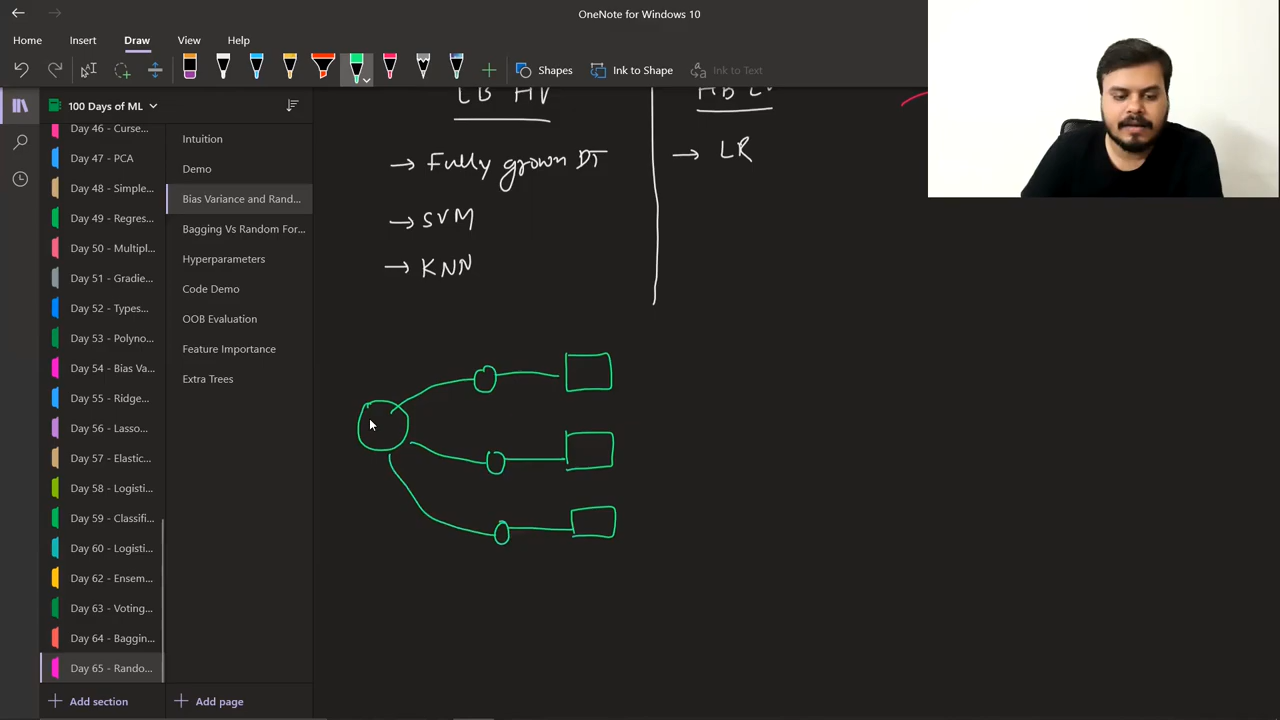 OneNote for Windows 10
Home Insert Draw View Help
Shapes Ink to Shape Ink to Text
100 Days of ML
Day 46 - Curse...
Day 47 - PCA
Day 48 - Simple...
Day 49 - Regres...
Day 50 - Multipl...
Day 51 - Gradie...
Day 52 - Types...
Day 53 - Polyno...
Day 54 - Bias Va...
Day 55 - Ridge...
Day 56 - Lasso...
Day 57 - Elastic...
Day 58 - Logisti...
Day 59 - Classifi...
Day 60 - Logisti...
Day 62 - Ensem...
Day 63 - Voting...
Day 64 - Baggin...
Day 65 - Rando...
Add section
Intuition
Demo
Bias Variance and Rand...
Bagging Vs Random For...
Hyperparameters
Code Demo
OOB Evaluation
Feature Importance
Extra Trees
Add page
LB HV
→ Fully grown DT
→ SVM
→ KNN
HB LV
→ LR